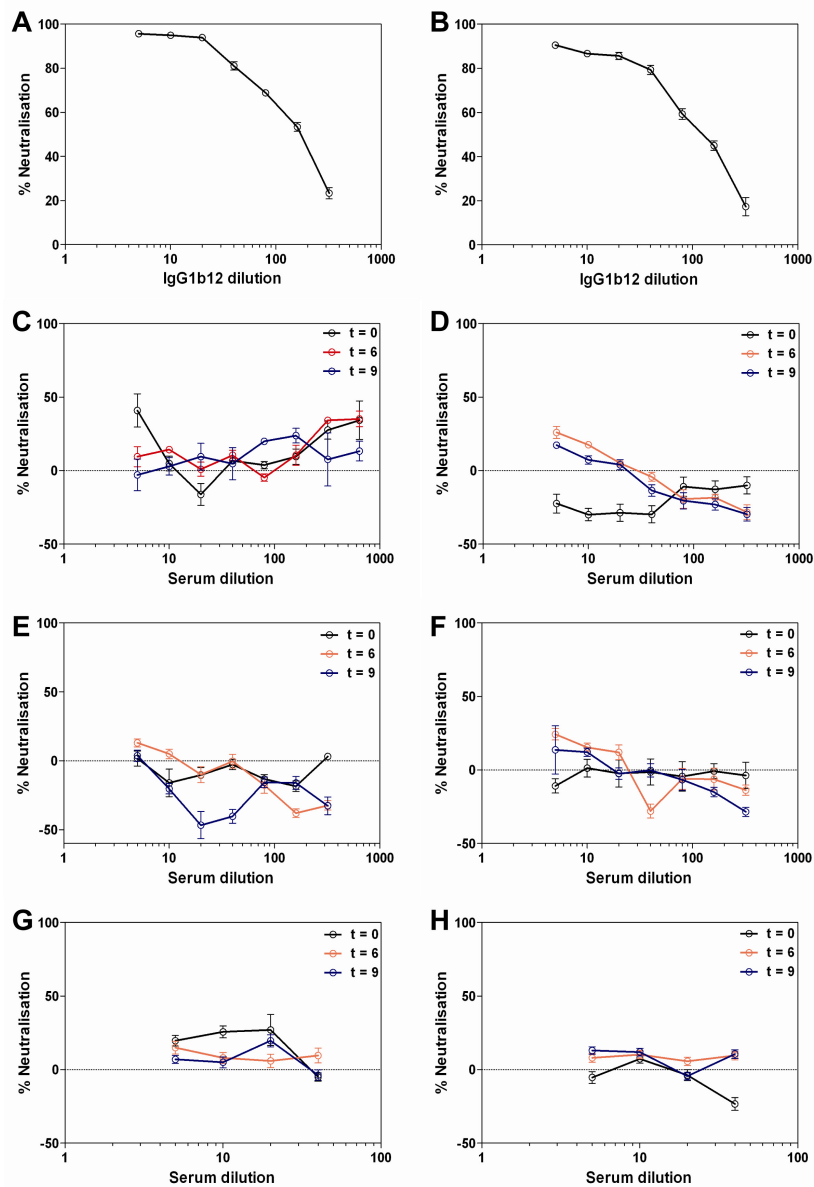 A
B
100
80
60
40
20
0
% Neutralisation
1
10
100
1000
IgG1b12 dilution
100
80
60
40
20
0
% Neutralisation
1
10
100
1000
IgG1b12 dilution
C
D
100
50
0
-50
% Neutralisation
t = 0
t = 6
t = 9
1
10
100
1000
Serum dilution
100
50
0
-50
% Neutralisation
t = 0
t = 6
t = 9
1
10
100
1000
Serum dilution
E
F
100
50
0
-50
% Neutralisation
t = 0
t = 6
t = 9
1
10
100
1000
Serum dilution
100
50
0
-50
% Neutralisation
t = 0
t = 6
t = 9
1
10
100
1000
Serum dilution
G
H
100
50
0
-50
% Neutralisation
t = 0
t = 6
t = 9
1
10
100
Serum dilution
100
50
0
-50
% Neutralisation
t = 0
t = 6
t = 9
1
10
100
Serum dilution